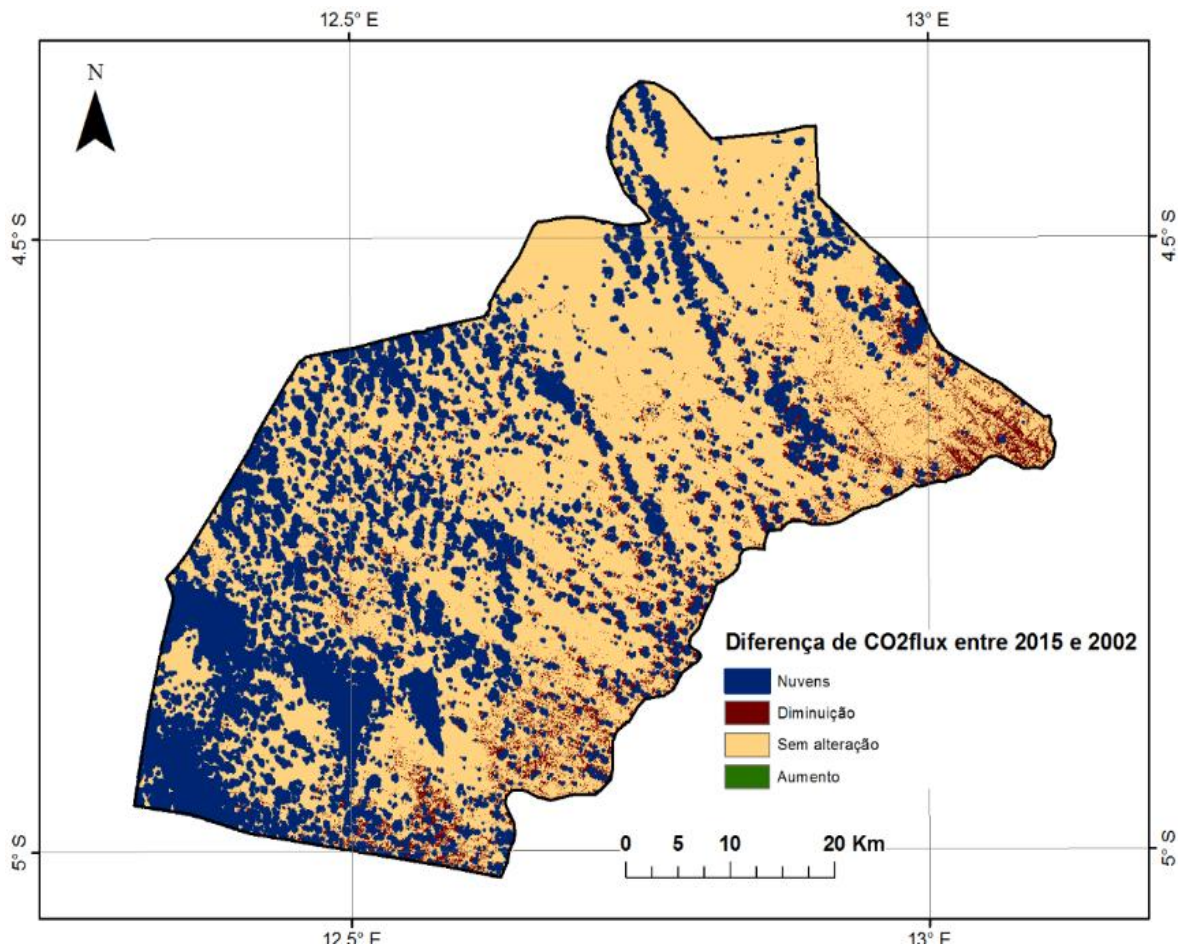 12.5° E
13° E
N
4.5° S
4.5° S
Diferença de CO2flux entre 2015 e 2002
Nuvens
Diminuição
Sem alteração
Aumento
0 5 10 20 Km
5° S
5° S
12.5° E
13° E